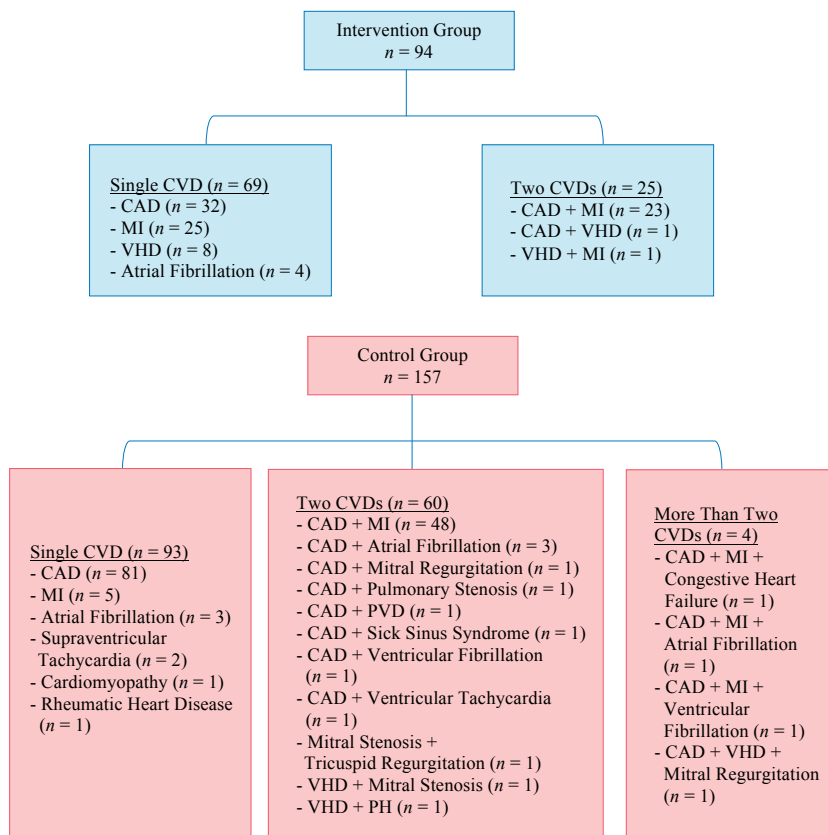 Intervention Group
n = 94
Single CVD (n = 69)
- CAD (n = 32)
- MI (n = 25)
- VHD (n = 8)
- Atrial Fibrillation (n = 4)
Two CVDs (n = 25)
- CAD + MI (n = 23)
- CAD + VHD (n = 1)
- VHD + MI (n = 1)
Control Group
n = 157
Single CVD (n = 93)
- CAD (n = 81)
- MI (n = 5)
- Atrial Fibrillation (n = 3)
- Supraventricular
Tachycardia (n = 2)
- Cardiomyopathy (n = 1)
- Rheumatic Heart Disease
(n = 1)
Two CVDs (n = 60)
- CAD + MI (n = 48)
- CAD + Atrial Fibrillation (n = 3)
- CAD + Mitral Regurgitation (n = 1)
- CAD + Pulmonary Stenosis (n = 1)
- CAD + PVD (n = 1)
- CAD + Sick Sinus Syndrome (n = 1)
- CAD + Ventricular Fibrillation
(n = 1)
- CAD + Ventricular Tachycardia
(n = 1)
- Mitral Stenosis +
Tricuspid Regurgitation (n = 1)
- VHD + Mitral Stenosis (n = 1)
- VHD + PH (n = 1)
More Than Two
CVDs (n = 4)
- CAD + MI +
Congestive Heart
Failure (n = 1)
- CAD + MI +
Atrial Fibrillation
(n = 1)
- CAD + MI +
Ventricular
Fibrillation (n = 1)
- CAD + VHD +
Mitral Regurgitation
(n = 1)